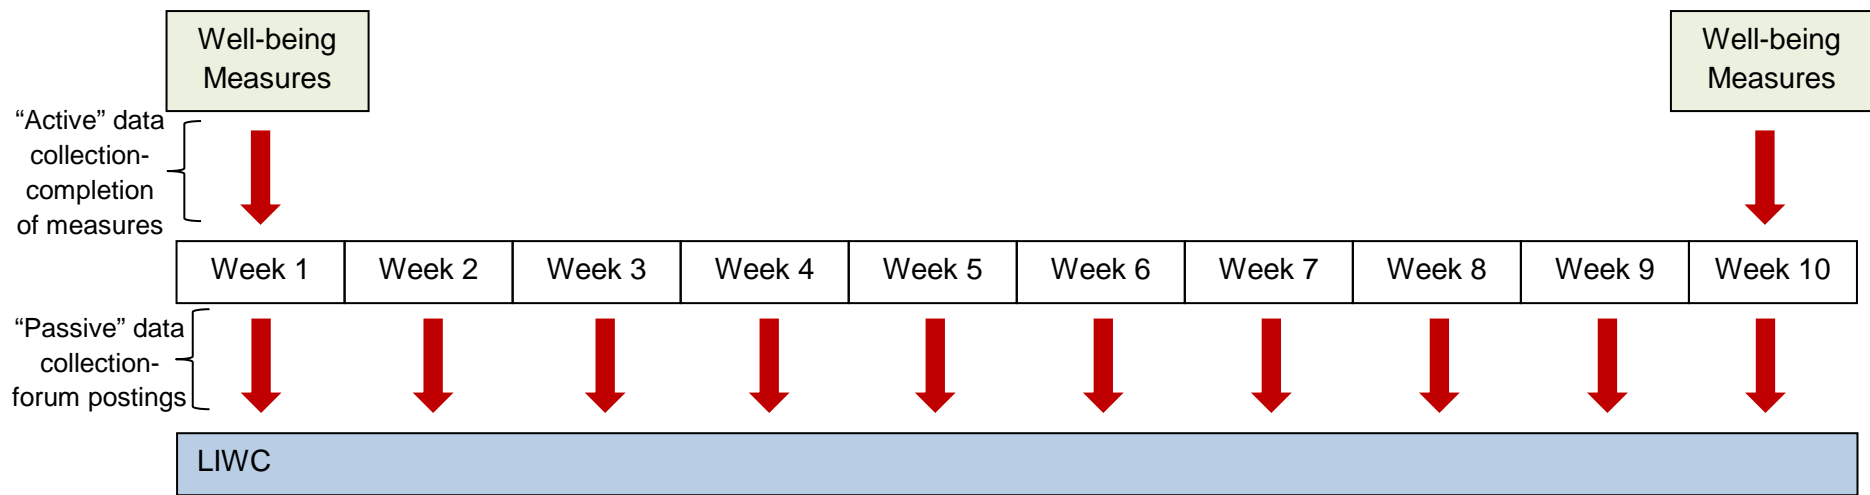 Well-being
Measures
Well-being
Measures
“Active” data
collection-
completion
of measures
Week 1
Week 2
Week 3
Week 4
Week 5
Week 6
Week 7
Week 8
Week 9
Week 10
“Passive” data
collection-
forum postings
LIWC